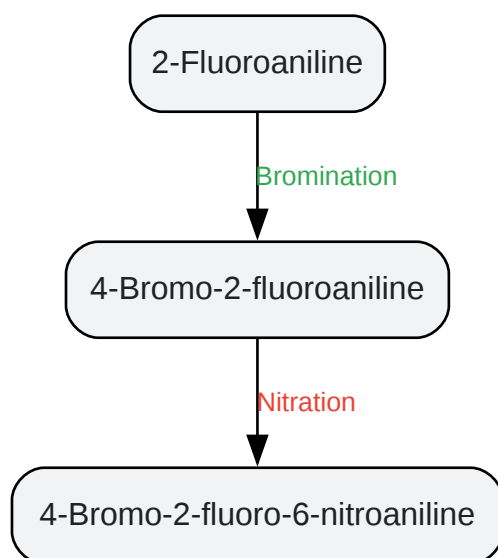 2-Fluoroaniline
Bromination
4-Bromo-2-fluoroaniline
Nitration
4-Bromo-2-fluoro-6-nitroaniline